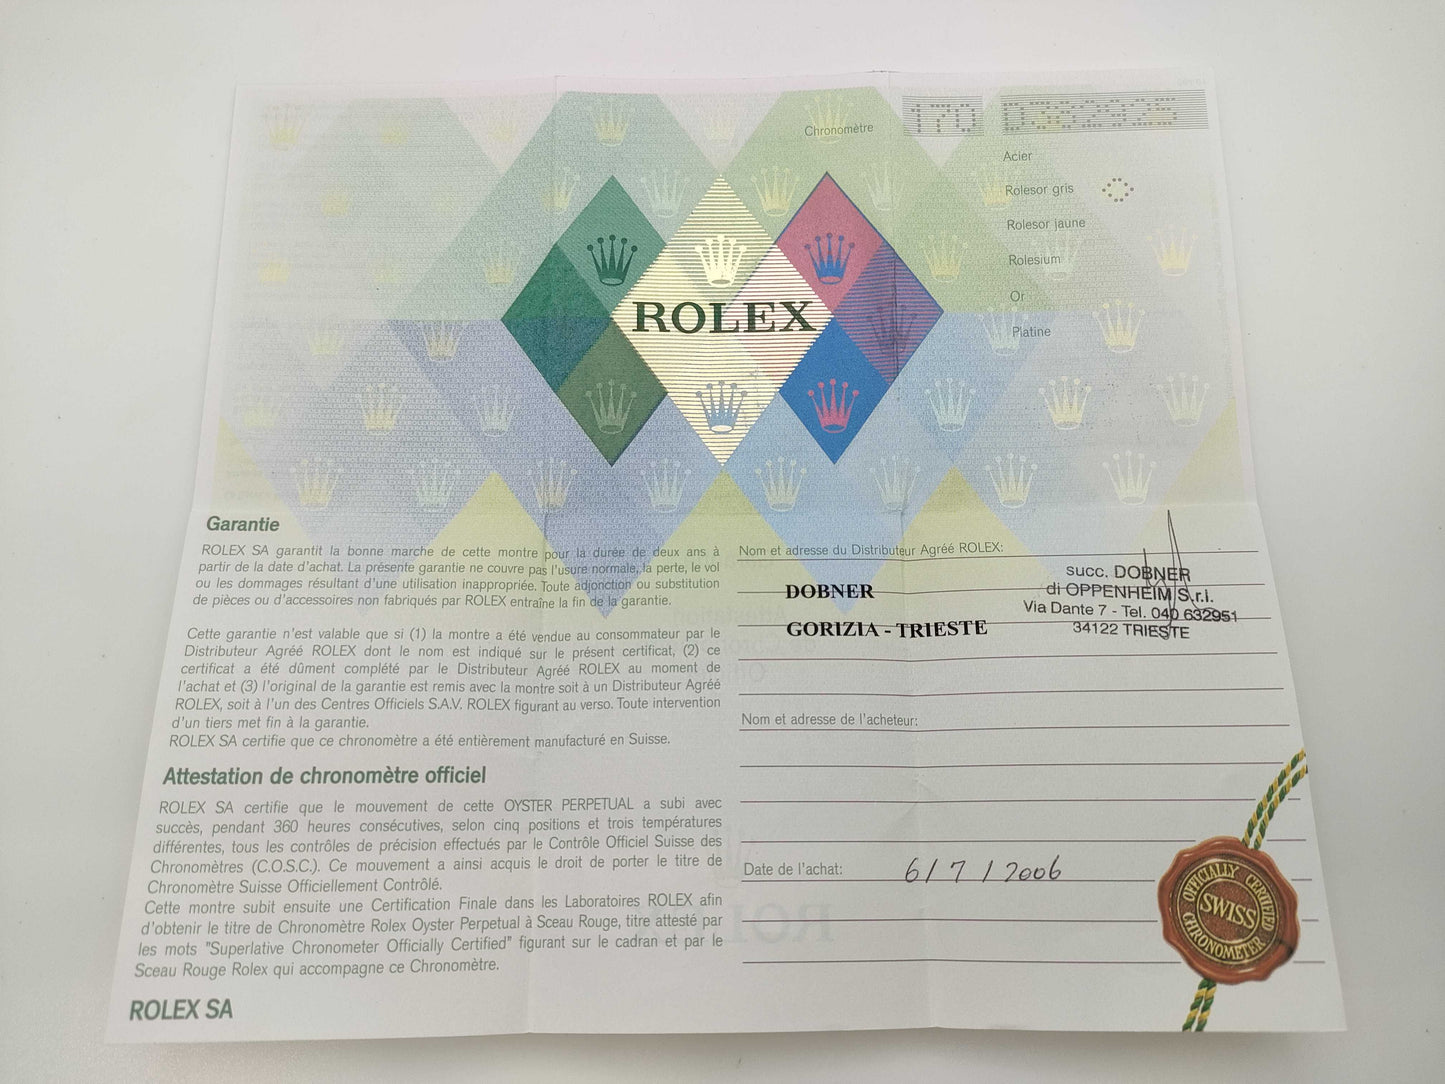 Chronomètre 170
Acier
Rolesor gris
Rolesor jaune
Rolesium
Or
Platine
ROLEX
Garantie
ROLEX SA garantit la bonne marche de cette montre pour la durée de deux ans à
partir de la date d'achat. La présente garantie ne couvre pas l'usure normale, la perte, le vol
ou les dommages résultant d'une utilisation inappropriée. Toute adjonction ou substitution
de pièces ou d'accessoires non fabriqués par ROLEX entraîne la fin de la garantie.
Cette garantie n'est valable que si (1) la montre a été vendue au consommateur par le
Distributeur Agréé ROLEX dont le nom est indiqué sur le présent certificat, (2) ce
certificat a été dûment complété par le Distributeur Agréé ROLEX au moment de
l'achat et (3) l'original de la garantie est remis avec la montre soit à un Distributeur Agréé
ROLEX, soit à l'un des Centres Officiels S.A.V. ROLEX figurant au verso. Toute intervention
d'un tiers met fin à la garantie.
ROLEX SA certifie que ce chronomètre a été entièrement manufacturé en Suisse.
Attestation de chronomètre officiel
ROLEX SA certifie que le mouvement de cette OYSTER PERPETUAL a subi avec
succès, pendant 360 heures consécutives, selon cinq positions et trois températures
différentes, tous les contrôles de précision effectués par le Contrôle Officiel Suisse des
Chronomètres (C.O.S.C.). Ce mouvement a ainsi acquis le droit de porter le titre de
Chronomètre Suisse Officiellement Contrôlé.
Cette montre subit ensuite une Certification Finale dans les Laboratoires ROLEX afin
d'obtenir le titre de Chronomètre Rolex Oyster Perpetual à Sceau Rouge, titre attesté par
les mots "Superlative Chronometer Officially Certified" figurant sur le cadran et par le
Sceau Rouge Rolex qui accompagne ce Chronomètre.
ROLEX SA
Nom et adresse du Distributeur Agréé ROLEX:
DOBNER
GORIZIA - TRIESTE
succ. DOBNER
di OPPENHEIM S.r.l.
Via Dante 7 - Tel. 040 632951
34122 TRIESTE
Nom et adresse de l'acheteur:
Date de l'achat: 6/7/2006
OFFICIALLY CERTIFIED
SWISS
CHRONOMETER